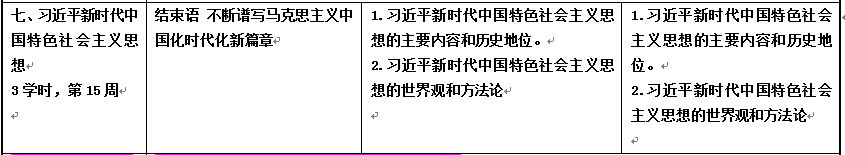 七、习近平新时代中
国特色社会主义思
想
3 学时，第 15 周
结束语 不断谱写马克思主义中
国化时代化新篇章
1.习近平新时代中国特色社会主义思
想的主要内容和历史地位。
2.习近平新时代中国特色社会主义思
想的世界观和方法论
1.习近平新时代中国特色社会
主义思想的主要内容和历史地
位。
2.习近平新时代中国特色社会
主义思想的世界观和方法论